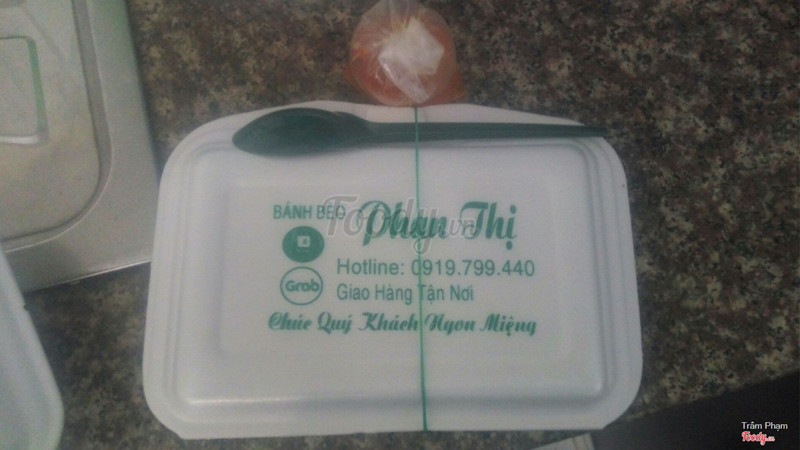 BÁNH BÈO Phụn Thị
Hotline: 0919.799.440
Grab
Giao Hàng Tận Nơi
Chúc Quý Khách Ngon Miệng
Foody.vn
Trầm Phạm
Foody.vn